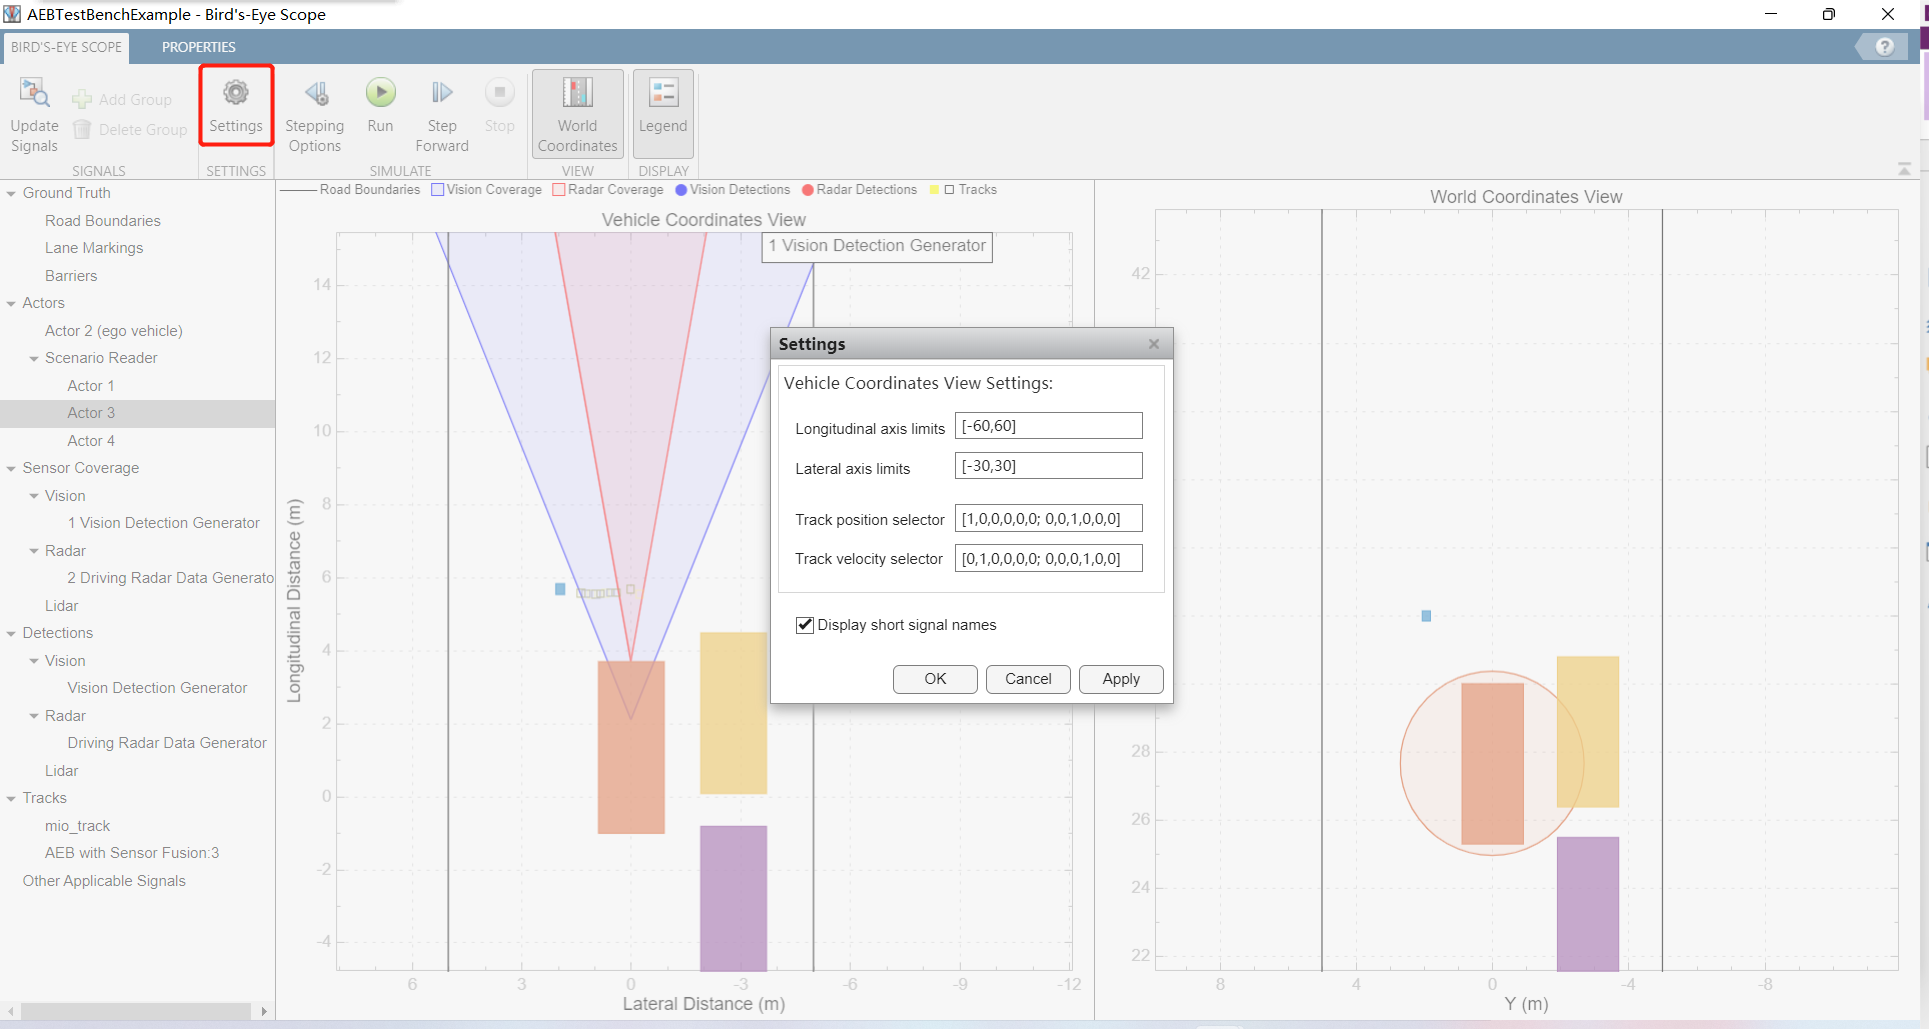 AEBTestBenchExample - Bird's-Eye Scope
BIRD'S-EYE SCOPE
PROPERTIES
?
Update
Signals
Add Group
Delete Group
Settings
Stepping
Options
Run
Step
Forward
Stop
World
Coordinates
Legend
SIGNALS
SETTINGS
SIMULATE
VIEW
DISPLAY
Ground Truth
Road Boundaries
Lane Markings
Barriers
Actors
Actor 2 (ego vehicle)
Scenario Reader
Actor 1
Actor 3
Actor 4
Sensor Coverage
Vision
1 Vision Detection Generator
Radar
2 Driving Radar Data Generato
Lidar
Detections
Vision
Vision Detection Generator
Radar
Driving Radar Data Generator
Lidar
Tracks
mio_track
AEB with Sensor Fusion:3
Other Applicable Signals
Road Boundaries
Vision Coverage
Radar Coverage
Vision Detections
Radar Detections
Tracks
Vehicle Coordinates View
1 Vision Detection Generator
14
12
10
8
6
4
2
0
-2
-4
Longitudinal Distance (m)
6
3
0
-3
-6
-9
-12
Lateral Distance (m)
Settings
Vehicle Coordinates View Settings:
Longitudinal axis limits
[-60,60]
Lateral axis limits
[-30,30]
Track position selector
[1,0,0,0,0,0; 0,0,1,0,0,0]
Track velocity selector
[0,1,0,0,0,0; 0,0,0,1,0,0]
Display short signal names
OK
Cancel
Apply
World Coordinates View
42
28
26
24
22
8
4
0
-4
-8
Y (m)